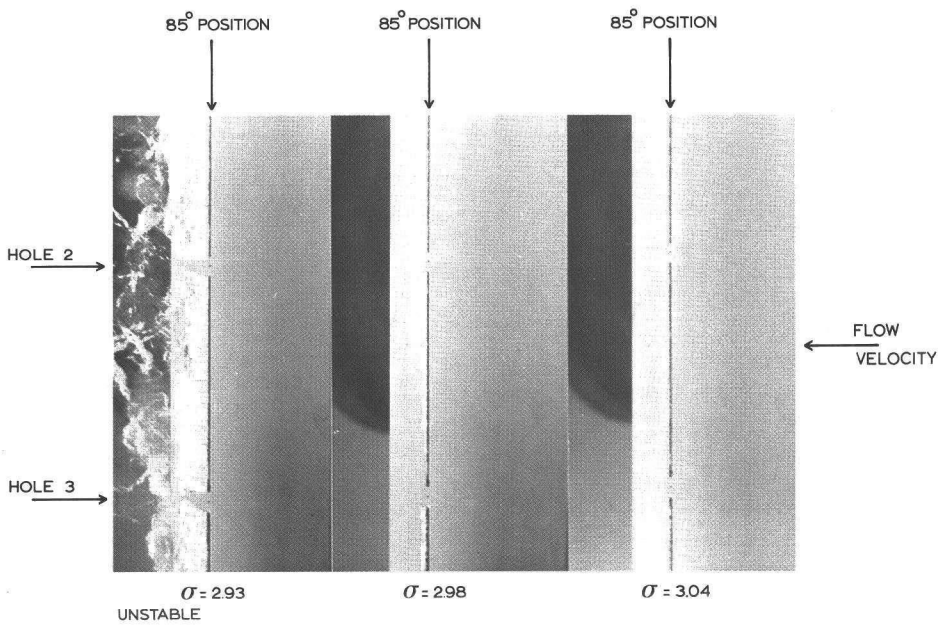 85° POSITION
85° POSITION
85° POSITION
HOLE 2
FLOW
VELOCITY
HOLE 3
σ = 2.93
σ = 2.98
σ = 3.04
UNSTABLE